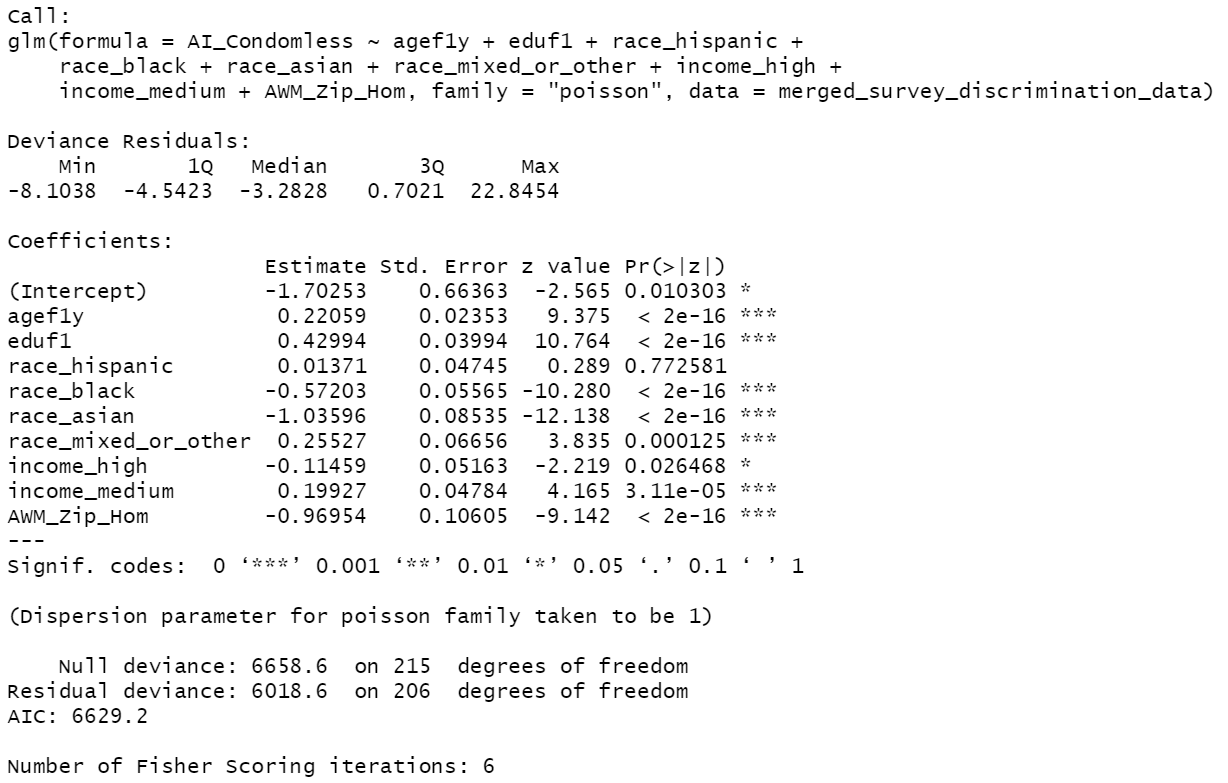 Call:
glm(formula = AI_Condomless ~ agef1y + eduf1 + race_hispanic +
    race_black + race_asian + race_mixed_or_other + income_high +
    income_medium + AWM_Zip_Hom, family = "poisson", data = merged_survey_discrimination_data)

Deviance Residuals:
    Min       1Q   Median       3Q      Max
-8.1038  -4.5423  -3.2828   0.7021  22.8454

Coefficients:
                    Estimate Std. Error z value Pr(>|z|)
(Intercept)         -1.70253    0.66363  -2.565 0.010303 *
agef1y               0.22059    0.02353   9.375  < 2e-16 ***
eduf1                0.42994    0.03994  10.764  < 2e-16 ***
race_hispanic        0.01371    0.04745   0.289 0.772581
race_black          -0.57203    0.05565 -10.280  < 2e-16 ***
race_asian          -1.03596    0.08535 -12.138  < 2e-16 ***
race_mixed_or_other  0.25527    0.06656   3.835 0.000125 ***
income_high         -0.11459    0.05163  -2.219 0.026468 *
income_medium        0.19927    0.04784   4.165 3.11e-05 ***
AWM_Zip_Hom         -0.96954    0.10605  -9.142  < 2e-16 ***
---
Signif. codes:  0 ‘***’ 0.001 ‘**’ 0.01 ‘*’ 0.05 ‘.’ 0.1 ‘ ’ 1

(Dispersion parameter for poisson family taken to be 1)

    Null deviance: 6658.6  on 215  degrees of freedom
Residual deviance: 6018.6  on 206  degrees of freedom
AIC: 6629.2

Number of Fisher Scoring iterations: 6